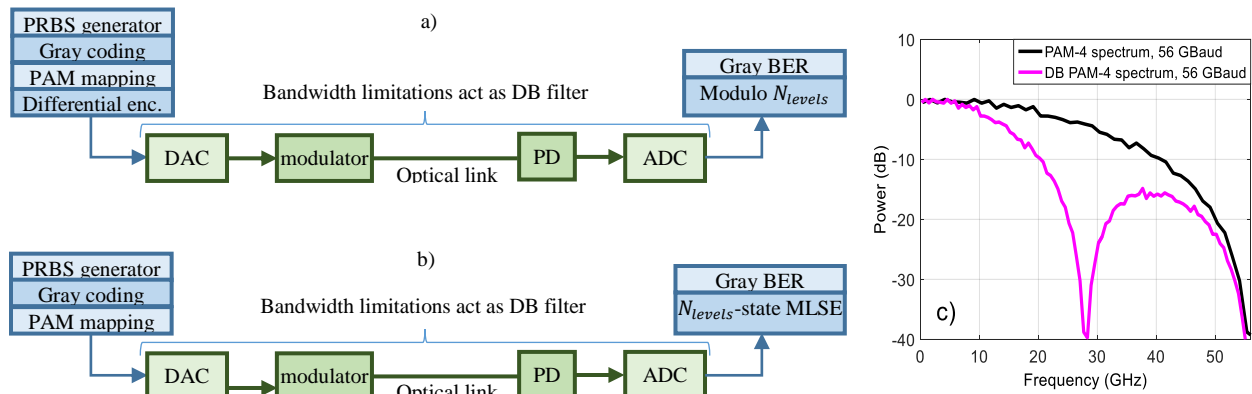 a)
PRBS generator
Gray coding
PAM mapping
Differential enc.
Bandwidth limitations act as DB filter
DAC
modulator
Optical link
PD
ADC
Gray BER
Modulo N_levels
b)
PRBS generator
Gray coding
PAM mapping
Bandwidth limitations act as DB filter
DAC
modulator
Optical link
PD
ADC
Gray BER
N_levels-state MLSE
PAM-4 spectrum, 56 GBaud
DB PAM-4 spectrum, 56 GBaud
Power (dB)
10
0
-10
-20
-30
-40
c)
0 10 20 30 40 50
Frequency (GHz)